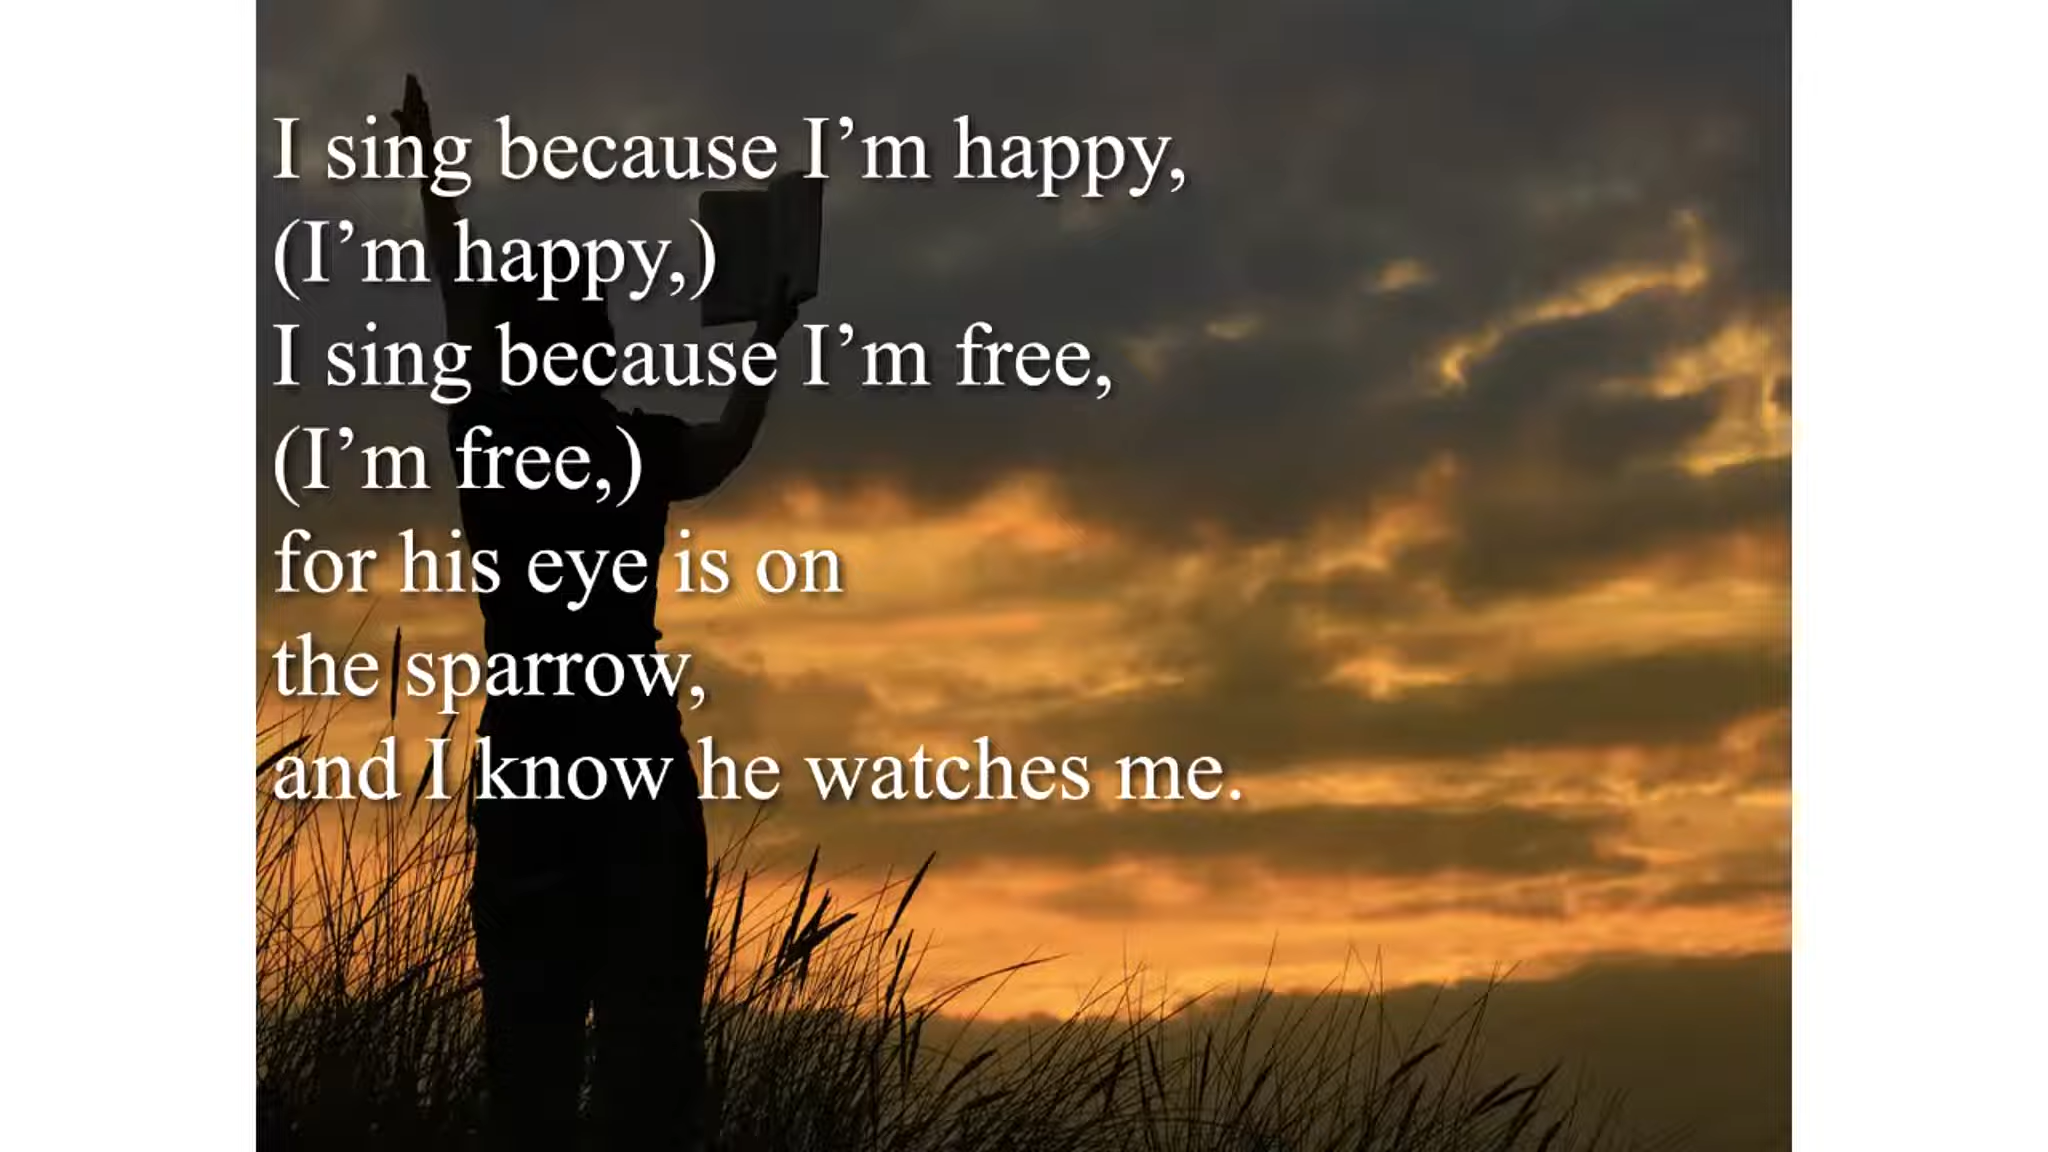 I sing because I’m happy,
(I’m happy,)
I sing because I’m free,
(I’m free,)
for his eye is on
the sparrow,
and I know he watches me.